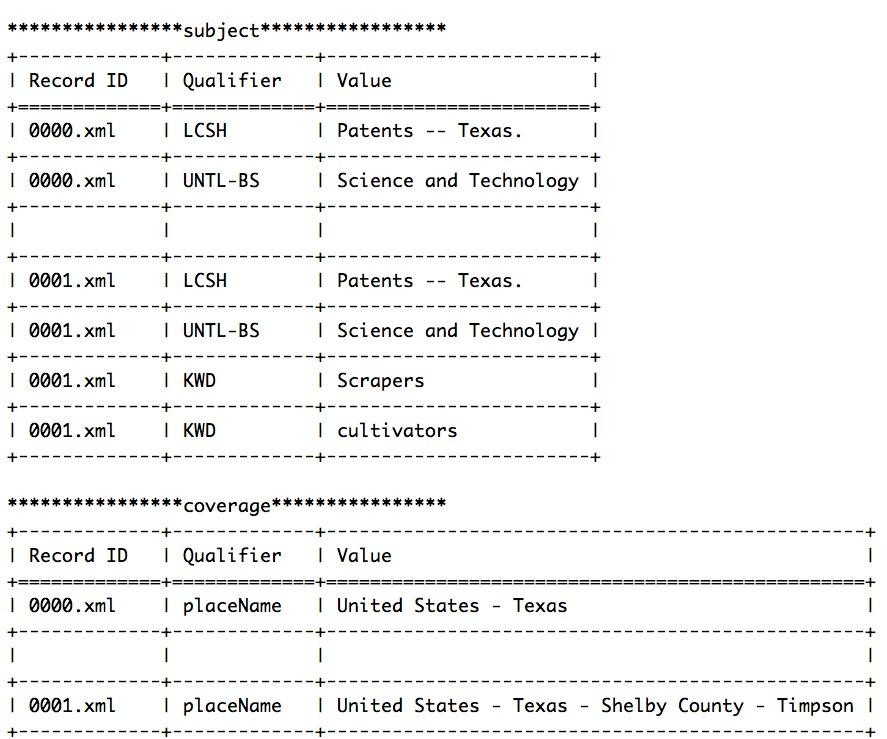 ****************subject*****************
+-------------+-------------+------------------------+
| Record ID   | Qualifier   | Value                  |
+=============+=============+========================+
| 0000.xml    | LCSH        | Patents -- Texas.      |
+-------------+-------------+------------------------+
| 0000.xml    | UNTL-BS     | Science and Technology |
+-------------+-------------+------------------------+
|             |             |                        |
+-------------+-------------+------------------------+
| 0001.xml    | LCSH        | Patents -- Texas.      |
+-------------+-------------+------------------------+
| 0001.xml    | UNTL-BS     | Science and Technology |
+-------------+-------------+------------------------+
| 0001.xml    | KWD         | Scrapers               |
+-------------+-------------+------------------------+
| 0001.xml    | KWD         | cultivators            |
+-------------+-------------+------------------------+
****************coverage****************
+-------------+-------------+-------------------------------------------------+
| Record ID   | Qualifier   | Value                                           |
+=============+=============+=================================================+
| 0000.xml    | placeName   | United States - Texas                           |
+-------------+-------------+-------------------------------------------------+
|             |             |                                                 |
+-------------+-------------+-------------------------------------------------+
| 0001.xml    | placeName   | United States - Texas - Shelby County - Timpson |
+-------------+-------------+-------------------------------------------------+